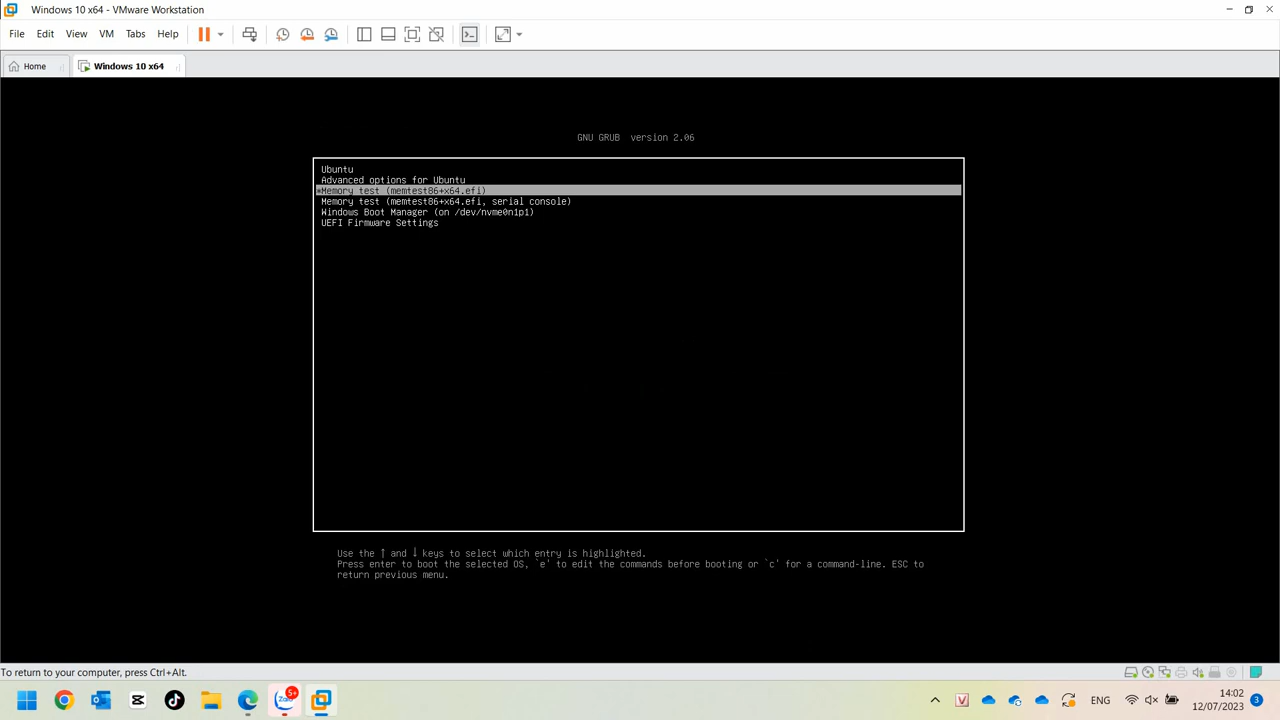 Windows 10 x64 - VMware Workstation
File Edit View VM Tabs Help
Home Windows 10 x64
GNU GRUB version 2.06
Ubuntu
Advanced options for Ubuntu
*Memory test (memtest86+x64.efi)
Memory test (memtest86+x64.efi, serial console)
Windows Boot Manager (on /dev/nvme0n1p1)
UEFI Firmware Settings
Use the ↑ and ↓ keys to select which entry is highlighted.
Press enter to boot the selected OS, `e' to edit the commands before booting or `c' for a command-line. ESC to
return previous menu.
To return to your computer, press Ctrl+Alt.
Zalo 5+ V ENG 14:02
12/07/2023 3